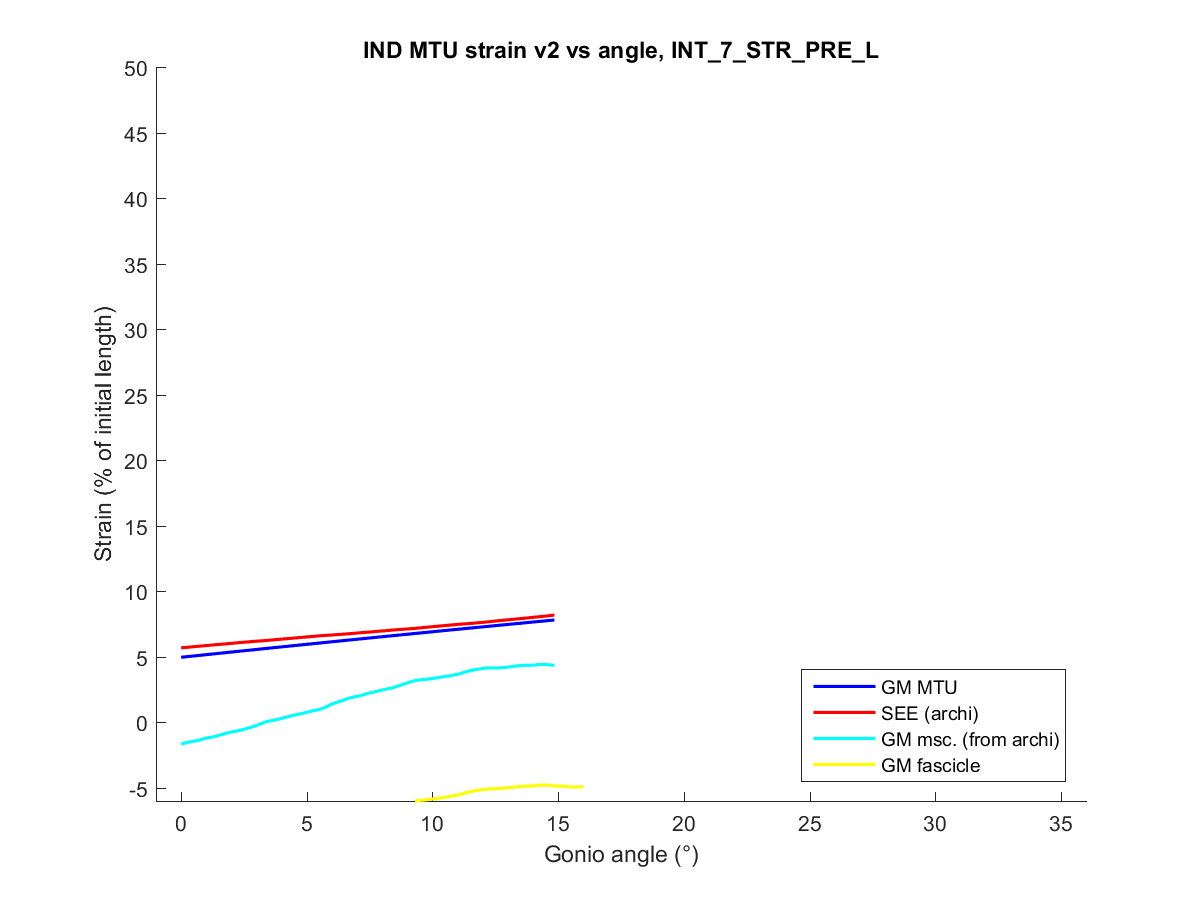 IND MTU strain v2 vs angle, INT_7_STR_PRE_L
50
45
40
35
30
25
20
15
10
5
0
-5
Strain (% of initial length)
0 5 10 15 20 25 30 35
Gonio angle (°)
GM MTU
SEE (archi)
GM msc. (from archi)
GM fascicle